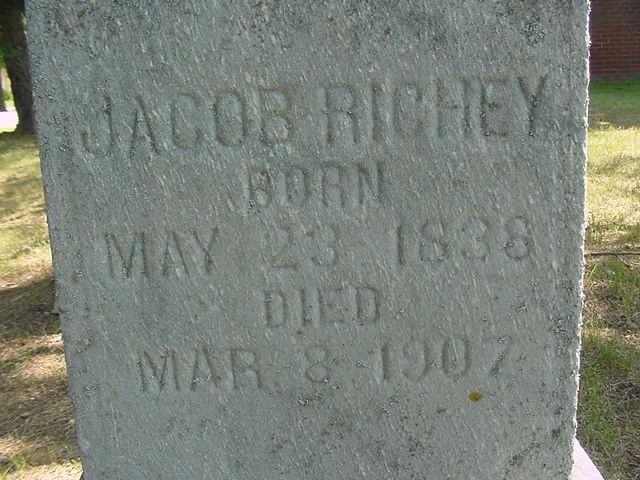 JACOB RICHEY
BORN
MAY 23 1838
DIED
MAR 8 1907